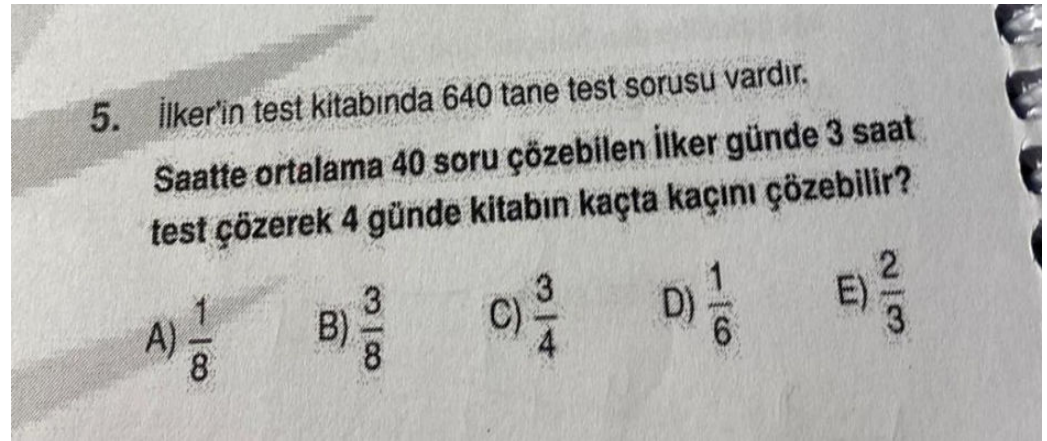 5. İlker'in test kitabında 640 tane test sorusu vardır.
Saatte ortalama 40 soru çözebilen İlker günde 3 saat
test çözerek 4 günde kitabın kaçta kaçını çözebilir?
A) 1/8 B) 3/8 C) 3/4 D) 1/6 E) 2/3